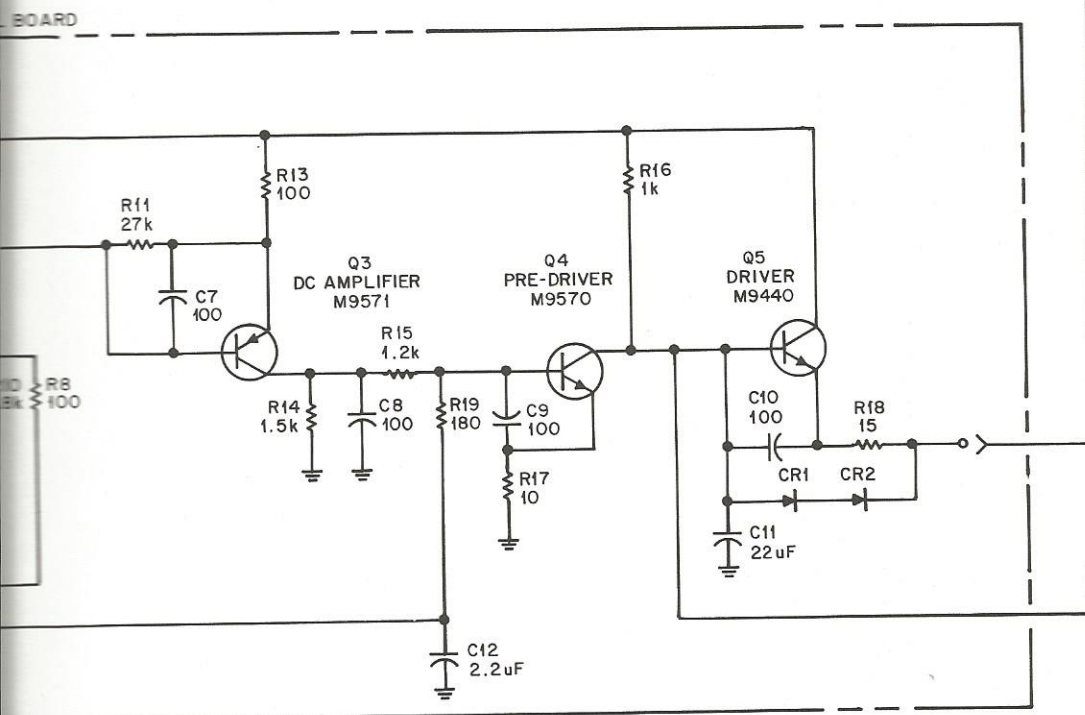 BOARD
R13
100
R16
1k
R11
27k
Q3
DC AMPLIFIER
M9571
Q4
PRE-DRIVER
M9570
Q5
DRIVER
M9440
C7
100
R15
1.2k
R8
100
R14
1.5k
C8
100
R19
180
C9
100
C10
100
R18
15
R17
10
CR1
CR2
C11
22uF
C12
2.2uF